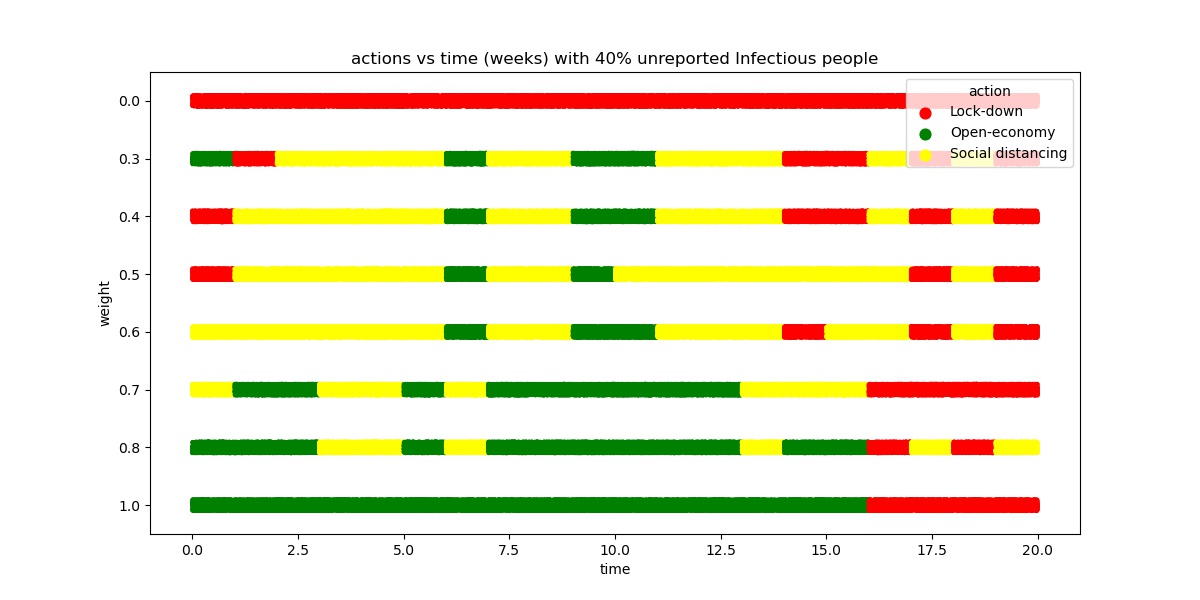 actions vs time (weeks) with 40% unreported Infectious people
action
Lock-down
Open-economy
Social distancing
weight
0.0
0.3
0.4
0.5
0.6
0.7
0.8
1.0
0.0 2.5 5.0 7.5 10.0 12.5 15.0 17.5 20.0
time